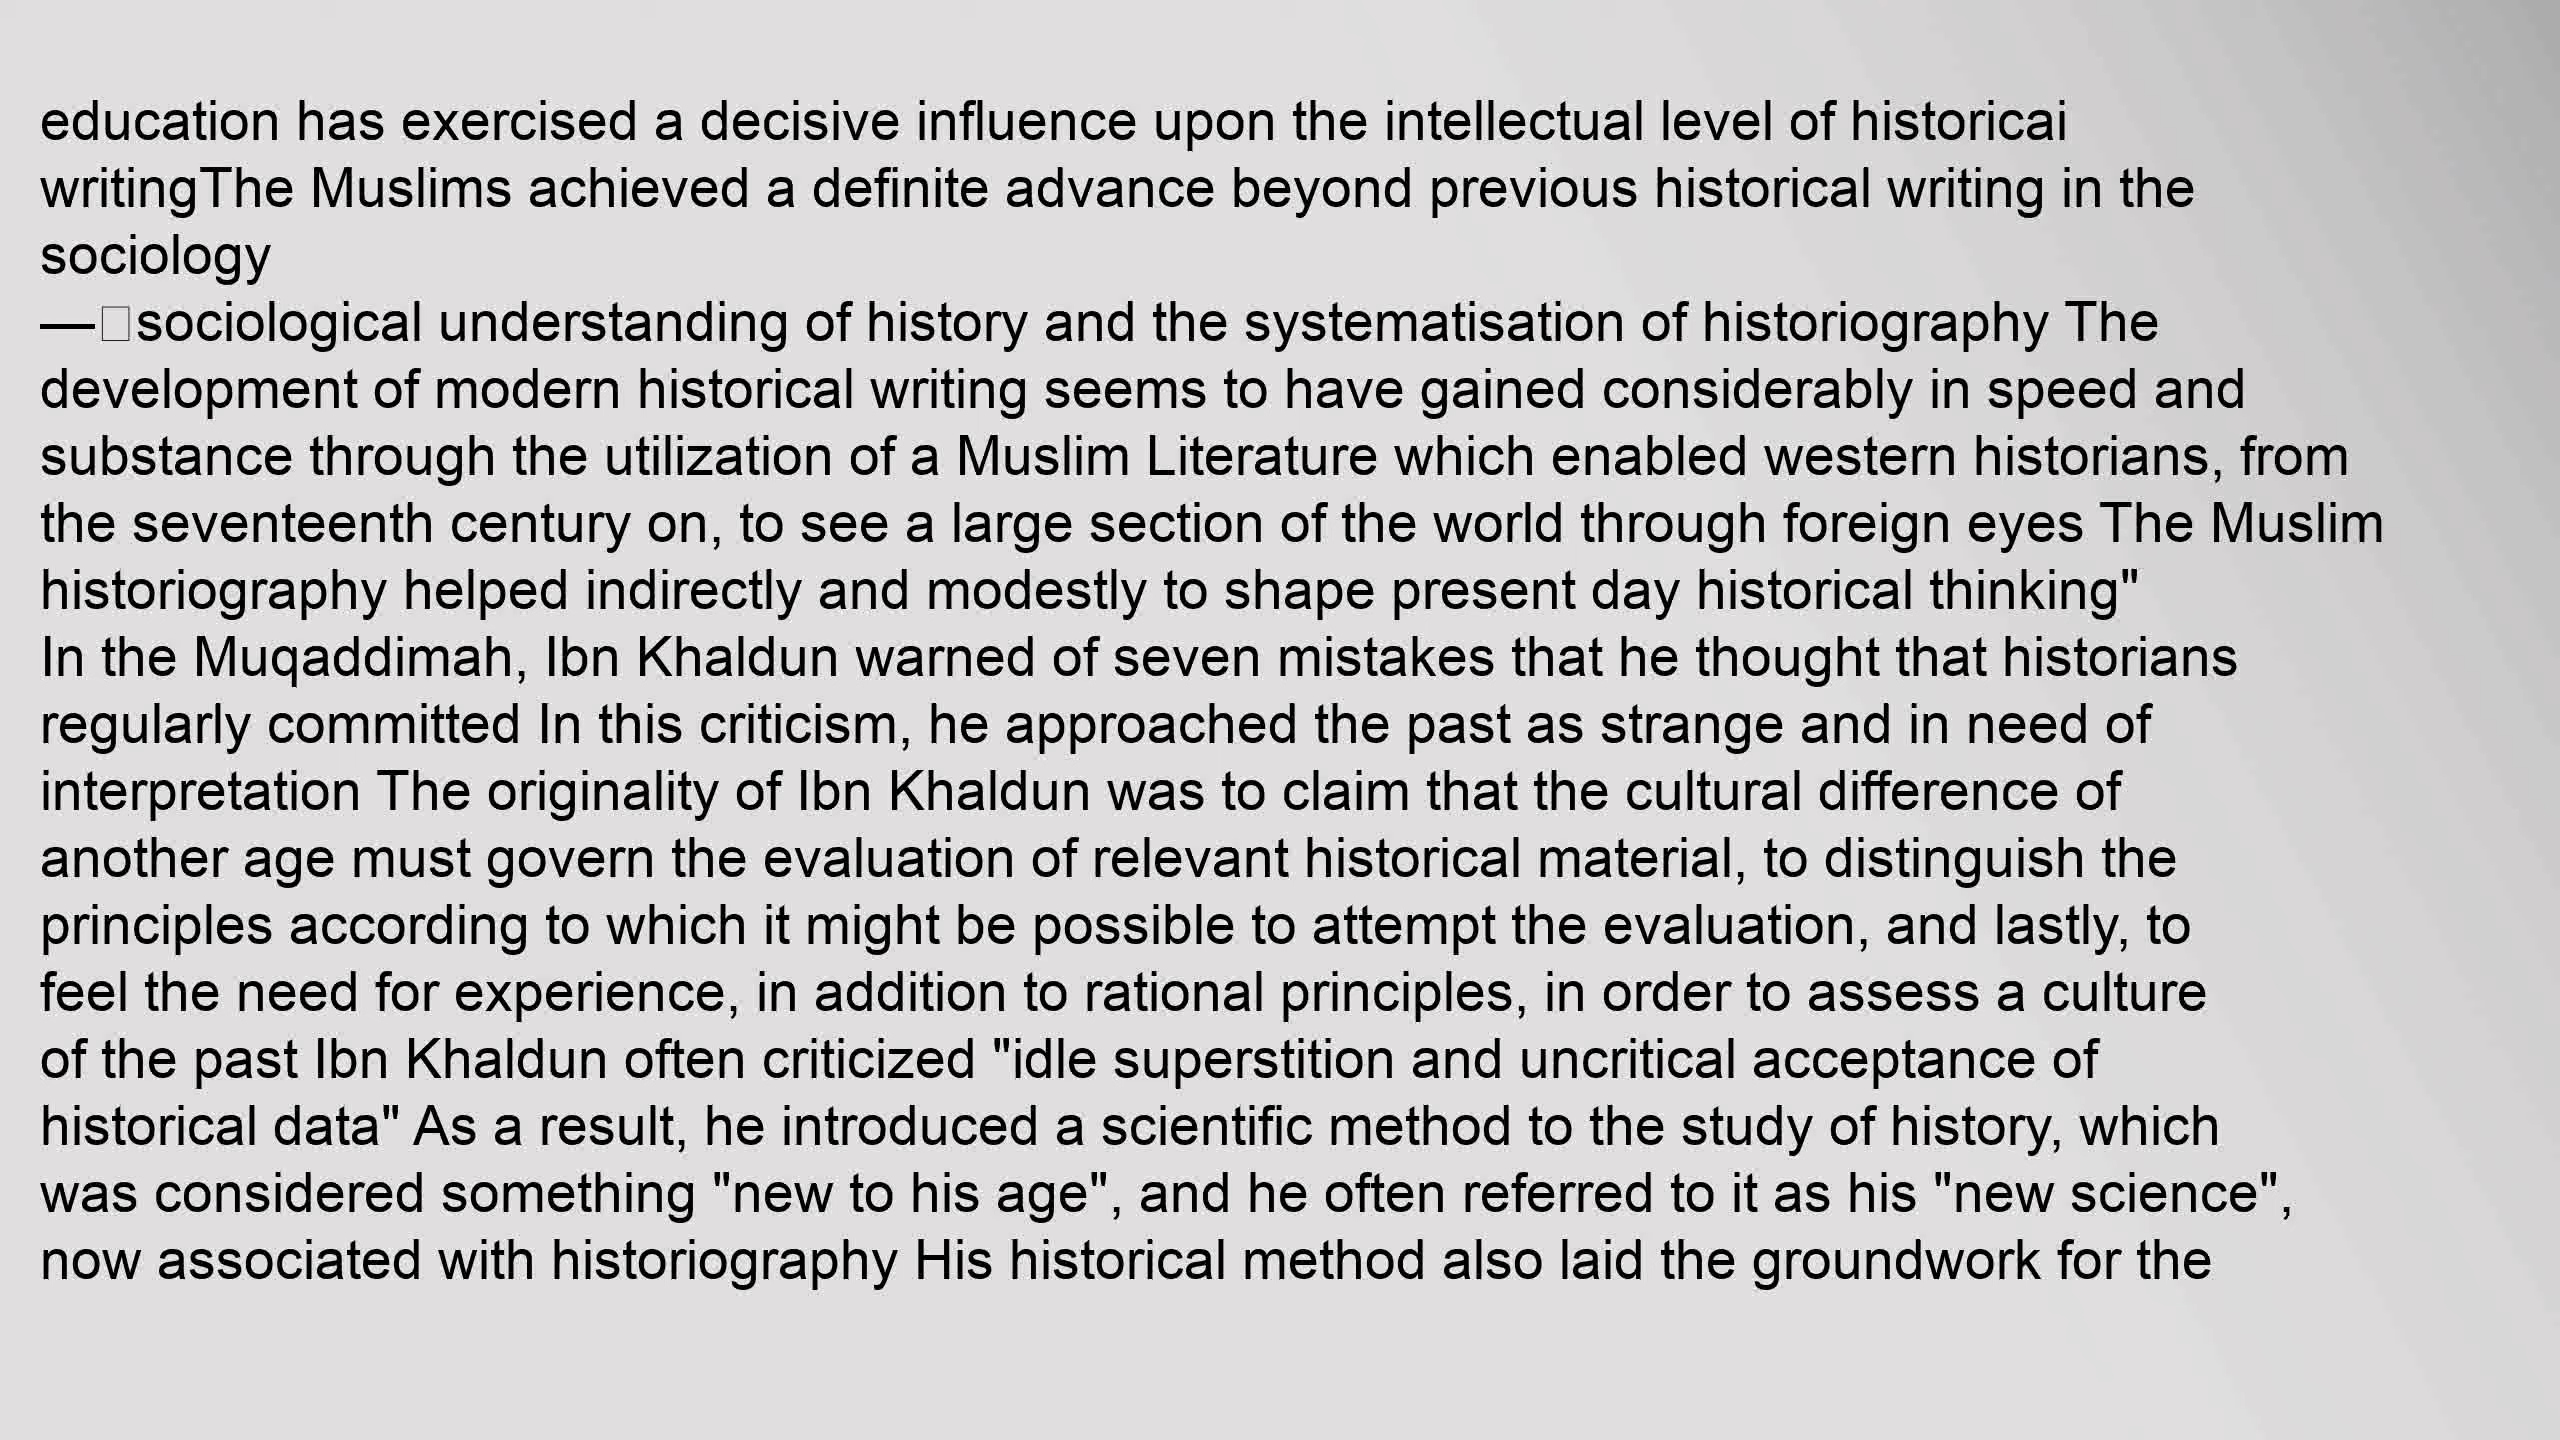 education has exercised a decisive influence upon the intellectual level of historicai
writingThe Muslims achieved a definite advance beyond previous historical writing in the
sociology
—□sociological understanding of history and the systematisation of historiography The
development of modern historical writing seems to have gained considerably in speed and
substance through the utilization of a Muslim Literature which enabled western historians, from
the seventeenth century on, to see a large section of the world through foreign eyes The Muslim
historiography helped indirectly and modestly to shape present day historical thinking"
In the Muqaddimah, Ibn Khaldun warned of seven mistakes that he thought that historians
regularly committed In this criticism, he approached the past as strange and in need of
interpretation The originality of Ibn Khaldun was to claim that the cultural difference of
another age must govern the evaluation of relevant historical material, to distinguish the
principles according to which it might be possible to attempt the evaluation, and lastly, to
feel the need for experience, in addition to rational principles, in order to assess a culture
of the past Ibn Khaldun often criticized "idle superstition and uncritical acceptance of
historical data" As a result, he introduced a scientific method to the study of history, which
was considered something "new to his age", and he often referred to it as his "new science",
now associated with historiography His historical method also laid the groundwork for the